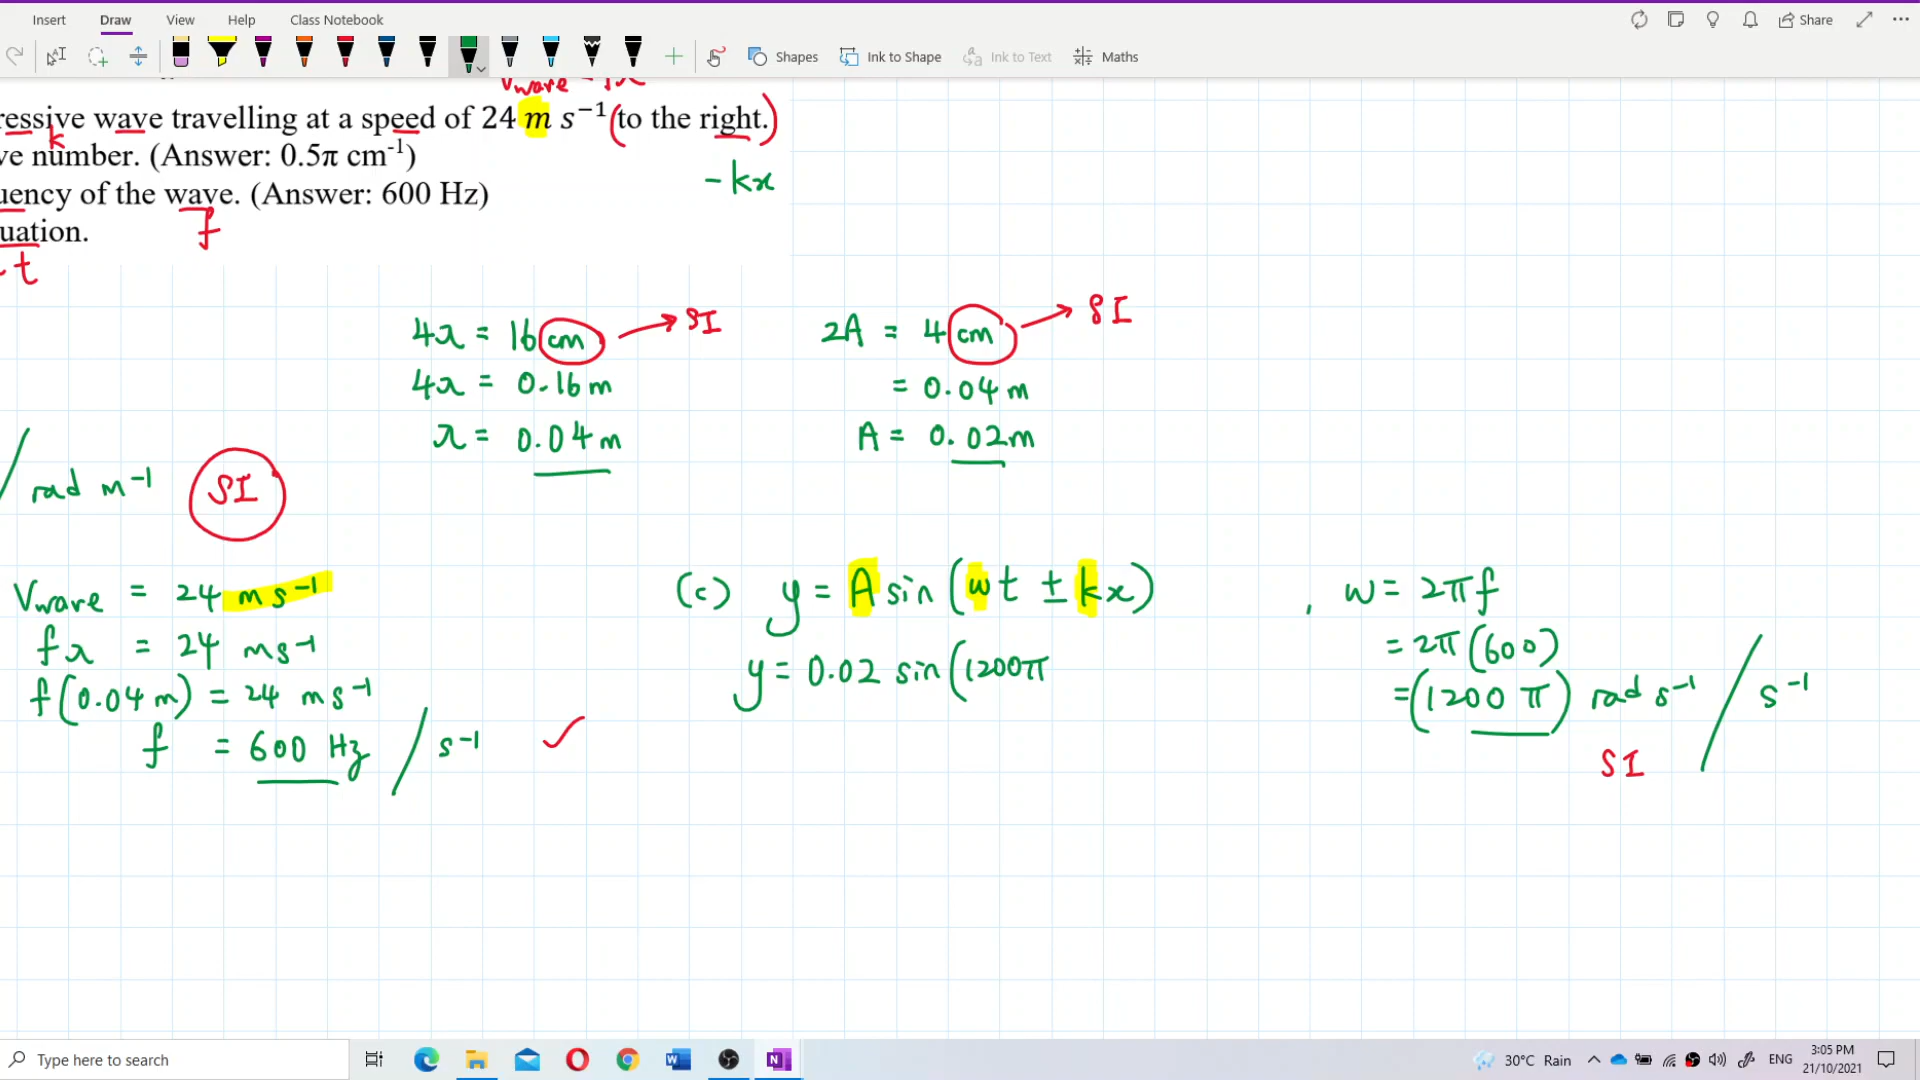 Insert Draw View Help Class Notebook Share
Shapes Ink to Shape Ink to Text Maths
ressive wave travelling at a speed of 24 m s⁻¹ (to the right.)
k
ve number. (Answer: 0.5π cm⁻¹)
-kx
uency of the wave. (Answer: 600 Hz)
f
uation.
t
4λ = 16 cm → SI
4λ = 0.16 m
λ = 0.04 m
2A = 4 cm → SI
= 0.04 m
A = 0.02 m
/ rad m⁻¹ SI
Vwave = 24 m s⁻¹
fλ = 24 ms⁻¹
f(0.04 m) = 24 ms⁻¹
f = 600 Hz / s⁻¹ ✓
(c) y = A sin (ωt ± kx)
y = 0.02 sin (1200π
, ω = 2πf
= 2π(600)
= (1200 π) rad s⁻¹ / s⁻¹
SI
Type here to search
30°C Rain
ENG
3:05 PM
21/10/2021